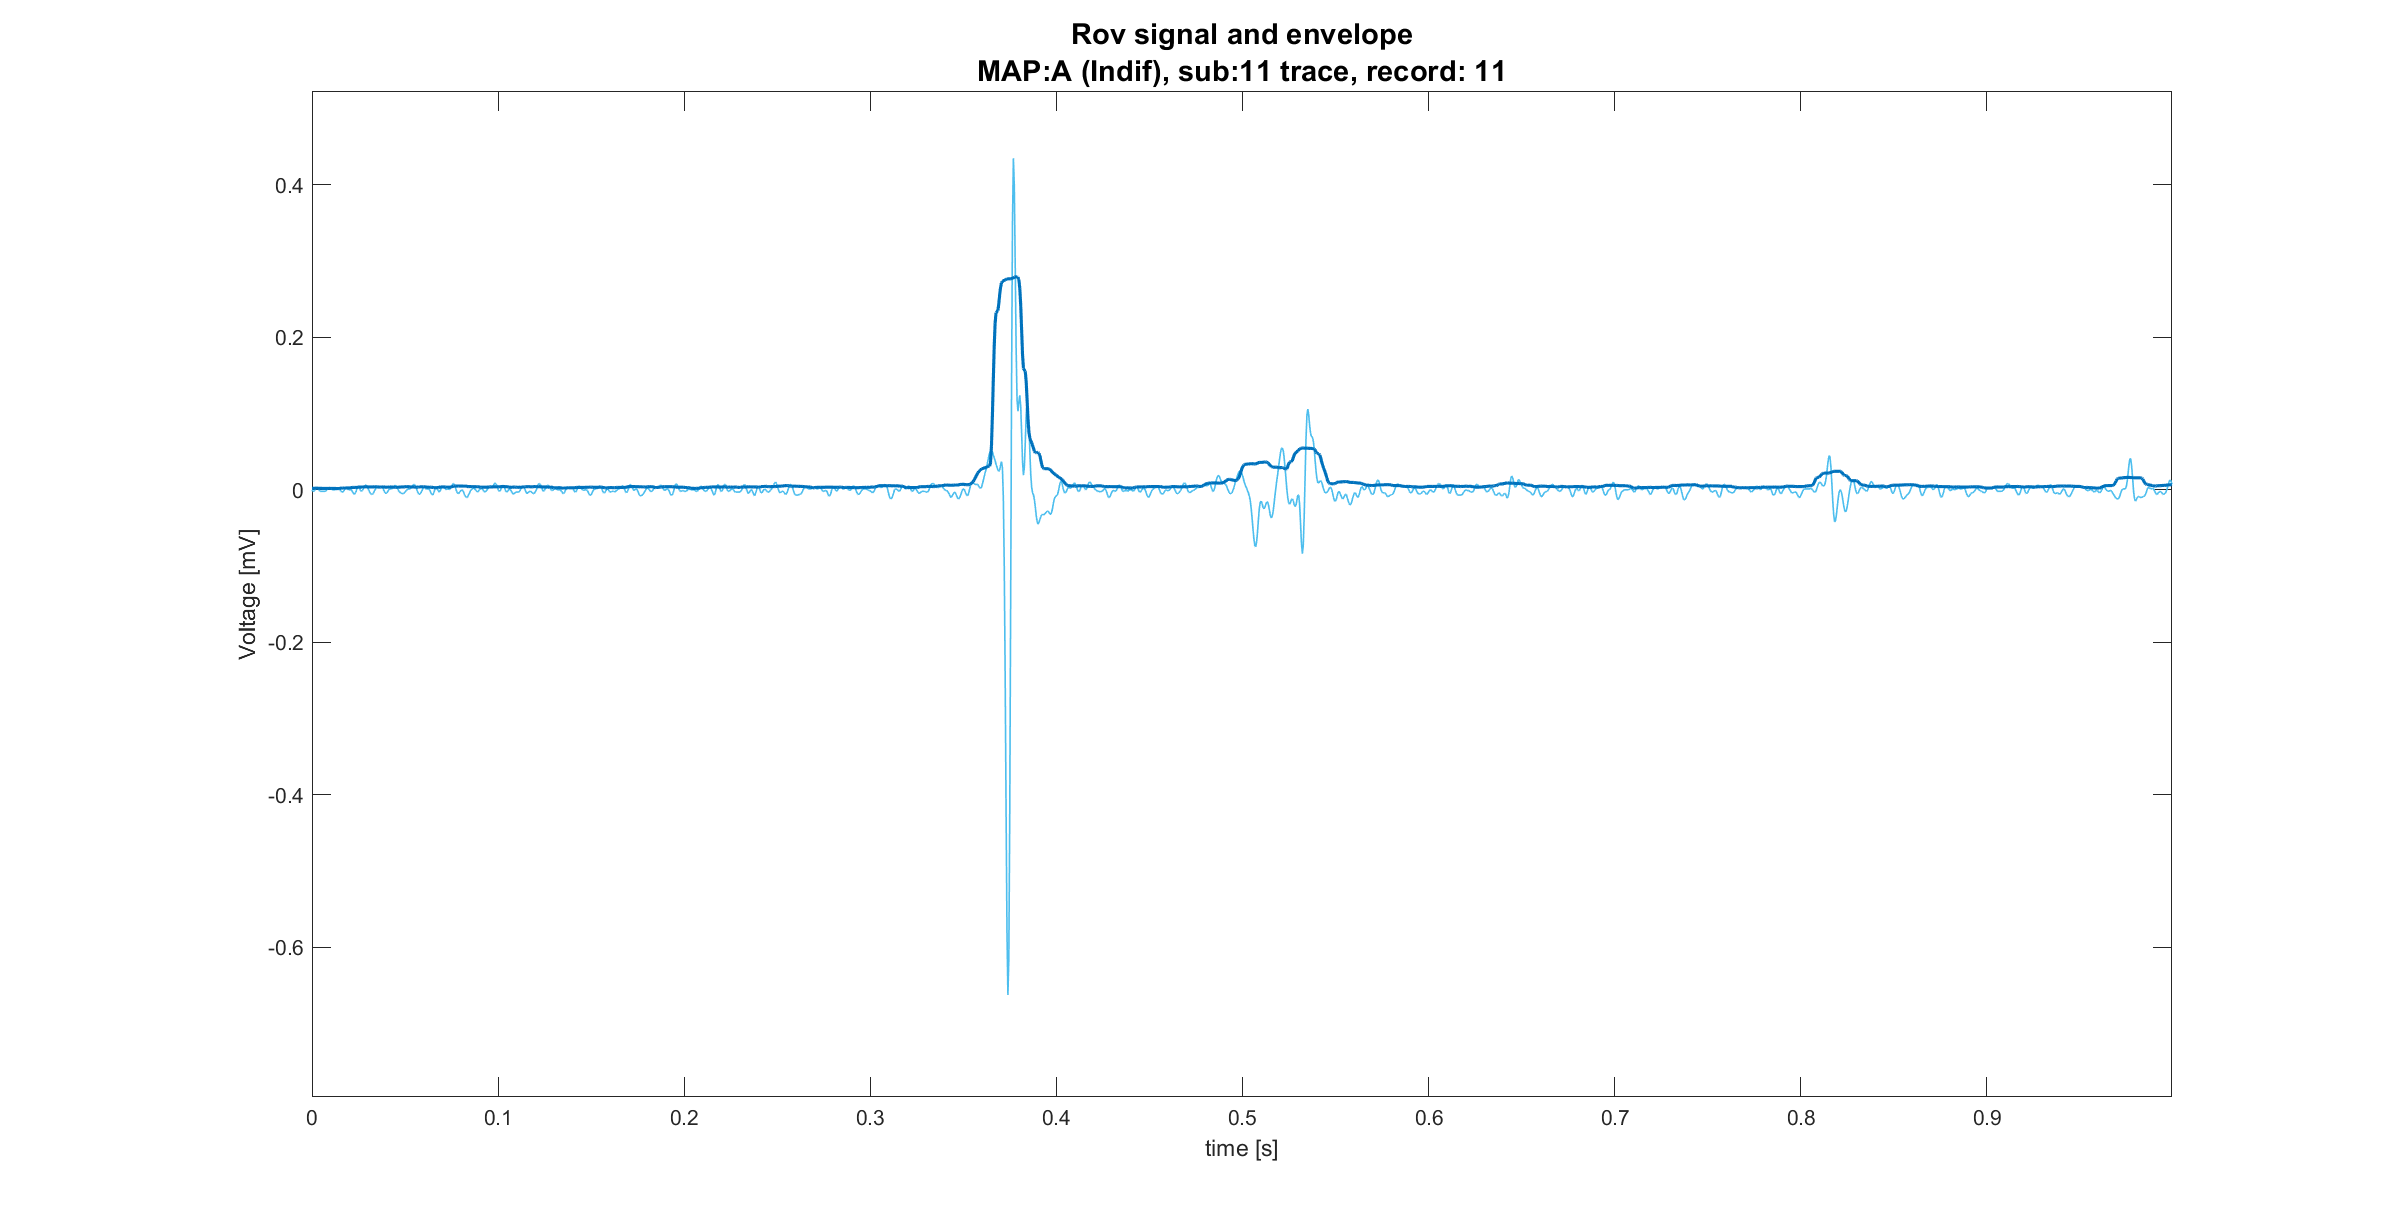 Rov signal and envelope
MAP:A (Indif), sub:11 trace, record: 11
0.4
0.2
0
-0.2
-0.4
-0.6
Voltage [mV]
0 0.1 0.2 0.3 0.4 0.5 0.6 0.7 0.8 0.9
time [s]